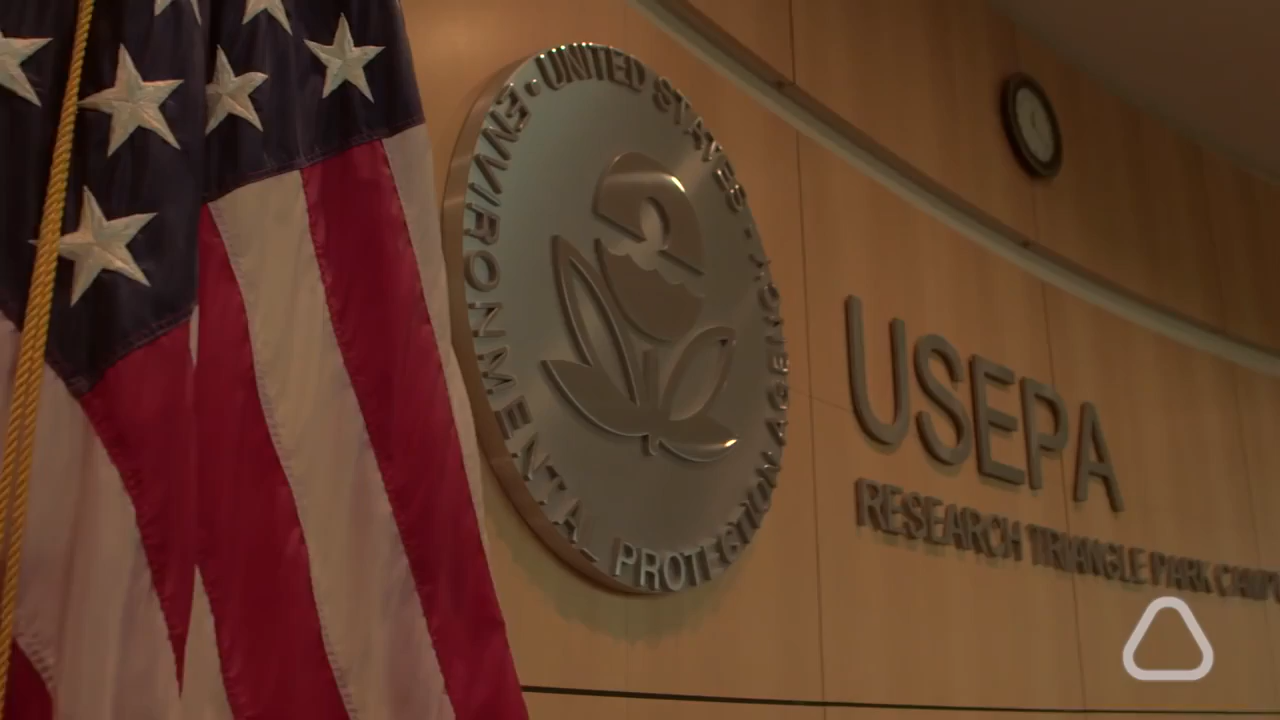 UNITED STATES
ENVIRONMENTAL PROTECTION AGENCY
USEPA
RESEARCH TRIANGLE PARK